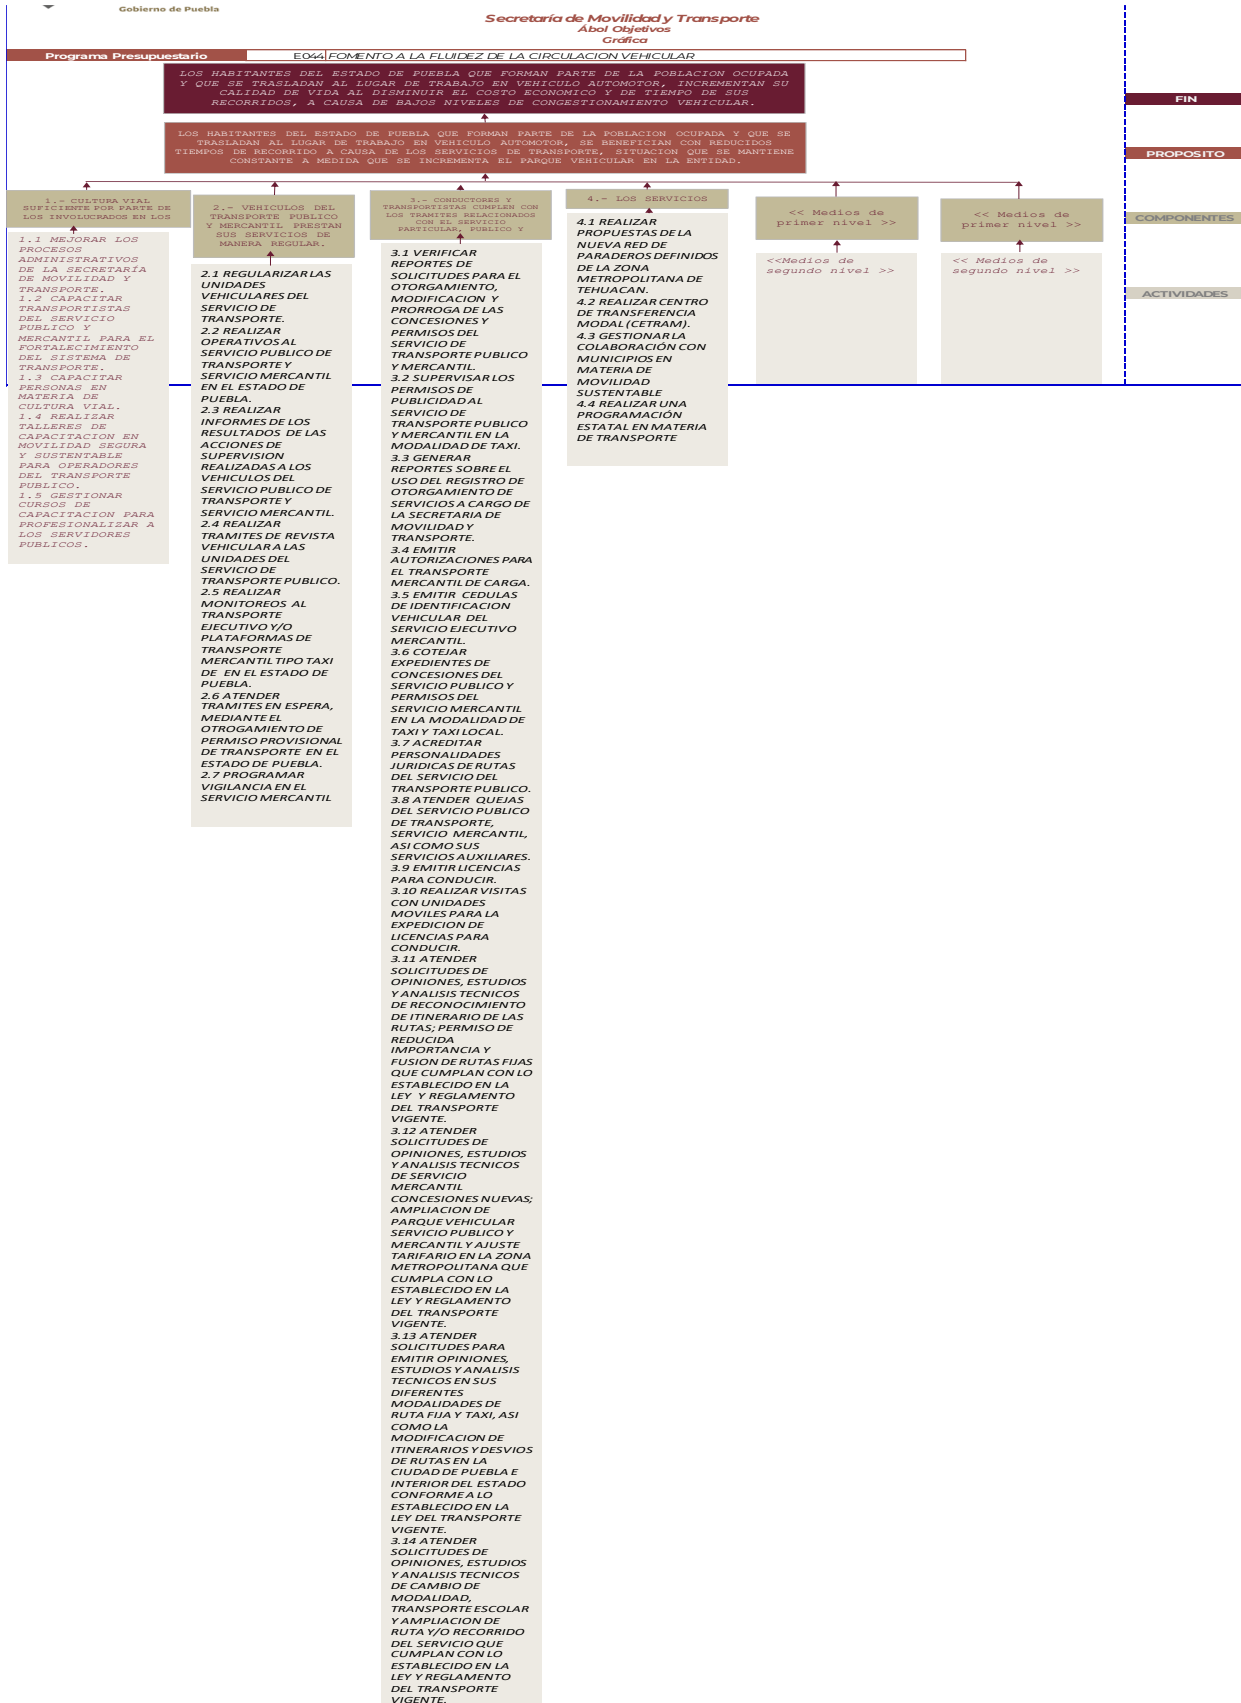 Gobierno de Puebla
Secretaría de Movilidad y Transporte
Ábol Objetivos
Gráfica
Programa Presupuestario
E044 FOMENTO A LA FLUIDEZ DE LA CIRCULACION VEHICULAR
LOS HABITANTES DEL ESTADO DE PUEBLA QUE FORMAN PARTE DE LA POBLACION OCUPADA
Y QUE SE TRASLADAN AL LUGAR DE TRABAJO EN VEHICULO AUTOMOTOR, INCREMENTAN SU
CALIDAD DE VIDA AL DISMINUIR EL COSTO ECONOMICO Y DE TIEMPO DE SUS
RECORRIDOS, A CAUSA DE BAJOS NIVELES DE CONGESTIONAMIENTO VEHICULAR.
FIN
LOS HABITANTES DEL ESTADO DE PUEBLA QUE FORMAN PARTE DE LA POBLACION OCUPADA Y QUE SE
TRASLADAN AL LUGAR DE TRABAJO EN VEHICULO AUTOMOTOR, SE BENEFICIAN CON REDUCIDOS
TIEMPOS DE RECORRIDO A CAUSA DE LOS SERVICIOS DE TRANSPORTE, SITUACION QUE SE MANTIENE
CONSTANTE A MEDIDA QUE SE INCREMENTA EL PARQUE VEHICULAR EN LA ENTIDAD.
PROPOSITO
1.- CULTURA VIAL
SUFICIENTE POR PARTE DE
LOS INVOLUCRADOS EN LOS
1.1 MEJORAR LOS
PROCESOS
ADMINISTRATIVOS
DE LA SECRETARÍA
DE MOVILIDAD Y
TRANSPORTE.
1.2 CAPACITAR
TRANSPORTISTAS
DEL SERVICIO
PUBLICO Y
MERCANTIL PARA EL
FORTALECIMIENTO
DEL SISTEMA DE
TRANSPORTE.
1.3 CAPACITAR
PERSONAS EN
MATERIA DE
CULTURA VIAL.
1.4 REALIZAR
TALLERES DE
CAPACITACION EN
MOVILIDAD SEGURA
Y SUSTENTABLE
PARA OPERADORES
DEL TRANSPORTE
PUBLICO.
1.5 GESTIONAR
CURSOS DE
CAPACITACION PARA
PROFESIONALIZAR A
LOS SERVIDORES
PUBLICOS.
2.- VEHICULOS DEL
TRANSPORTE PUBLICO
Y MERCANTIL PRESTAN
SUS SERVICIOS DE
MANERA REGULAR.
2.1 REGULARIZAR LAS
UNIDADES
VEHICULARES DEL
SERVICIO DE
TRANSPORTE.
2.2 REALIZAR
OPERATIVOS AL
SERVICIO PUBLICO DE
TRANSPORTE Y
SERVICIO MERCANTIL
EN EL ESTADO DE
PUEBLA.
2.3 REALIZAR
INFORMES DE LOS
RESULTADOS DE LAS
ACCIONES DE
SUPERVISION
REALIZADAS A LOS
VEHICULOS DEL
SERVICIO PUBLICO DE
TRANSPORTE Y
SERVICIO MERCANTIL.
2.4 REALIZAR
TRAMITES DE REVISTA
VEHICULAR A LAS
UNIDADES DEL
SERVICIO DE
TRANSPORTE PUBLICO.
2.5 REALIZAR
MONITOREOS AL
TRANSPORTE
EJECUTIVO Y/O
PLATAFORMAS DE
TRANSPORTE
MERCANTIL TIPO TAXI
DE EN EL ESTADO DE
PUEBLA.
2.6 ATENDER
TRAMITES EN ESPERA,
MEDIANTE EL
OTROGAMIENTO DE
PERMISO PROVISIONAL
DE TRANSPORTE EN EL
ESTADO DE PUEBLA.
2.7 PROGRAMAR
VIGILANCIA EN EL
SERVICIO MERCANTIL
3.- CONDUCTORES Y
TRANSPORTISTAS CUMPLEN CON
LOS TRAMITES RELACIONADOS
CON EL SERVICIO
PARTICULAR, PUBLICO Y
3.1 VERIFICAR
REPORTES DE
SOLICITUDES PARA EL
OTORGAMIENTO,
MODIFICACION Y
PRORROGA DE LAS
CONCESIONES Y
PERMISOS DEL
SERVICIO DE
TRANSPORTE PUBLICO
Y MERCANTIL.
3.2 SUPERVISAR LOS
PERMISOS DE
PUBLICIDAD AL
SERVICIO DE
TRANSPORTE PUBLICO
Y MERCANTIL EN LA
MODALIDAD DE TAXI.
3.3 GENERAR
REPORTES SOBRE EL
USO DEL REGISTRO DE
OTORGAMIENTO DE
SERVICIOS A CARGO DE
LA SECRETARIA DE
MOVILIDAD Y
TRANSPORTE.
3.4 EMITIR
AUTORIZACIONES PARA
EL TRANSPORTE
MERCANTIL DE CARGA.
3.5 EMITIR CEDULAS
DE IDENTIFICACION
VEHICULAR DEL
SERVICIO EJECUTIVO
MERCANTIL.
3.6 COTEJAR
EXPEDIENTES DE
CONCESIONES DEL
SERVICIO PUBLICO Y
PERMISOS DEL
SERVICIO MERCANTIL
EN LA MODALIDAD DE
TAXI Y TAXI LOCAL.
3.7 ACREDITAR
PERSONALIDADES
JURIDICAS DE RUTAS
DEL SERVICIO DEL
TRANSPORTE PUBLICO.
3.8 ATENDER QUEJAS
DEL SERVICIO PUBLICO
DE TRANSPORTE,
SERVICIO MERCANTIL,
ASI COMO SUS
SERVICIOS AUXILIARES.
3.9 EMITIR LICENCIAS
PARA CONDUCIR.
3.10 REALIZAR VISITAS
CON UNIDADES
MOVILES PARA LA
EXPEDICION DE
LICENCIAS PARA
CONDUCIR.
3.11 ATENDER
SOLICITUDES DE
OPINIONES, ESTUDIOS
Y ANALISIS TECNICOS
DE RECONOCIMIENTO
DE ITINERARIO DE LAS
RUTAS; PERMISO DE
REDUCIDA
IMPORTANCIA Y
FUSION DE RUTAS FIJAS
QUE CUMPLAN CON LO
ESTABLECIDO EN LA
LEY Y REGLAMENTO
DEL TRANSPORTE
VIGENTE.
3.12 ATENDER
SOLICITUDES DE
OPINIONES, ESTUDIOS
Y ANALISIS TECNICOS
DE SERVICIO
MERCANTIL
CONCESIONES NUEVAS;
AMPLIACION DE
PARQUE VEHICULAR
SERVICIO PUBLICO Y
MERCANTIL Y AJUSTE
TARIFARIO EN LA ZONA
METROPOLITANA QUE
CUMPLA CON LO
ESTABLECIDO EN LA
LEY Y REGLAMENTO
DEL TRANSPORTE
VIGENTE.
3.13 ATENDER
SOLICITUDES PARA
EMITIR OPINIONES,
ESTUDIOS Y ANALISIS
TECNICOS EN SUS
DIFERENTES
MODALIDADES DE
RUTA FIJA Y TAXI, ASI
COMO LA
MODIFICACION DE
ITINERARIOS Y DESVIOS
DE RUTAS EN LA
CIUDAD DE PUEBLA E
INTERIOR DEL ESTADO
CONFORME A LO
ESTABLECIDO EN LA
LEY DEL TRANSPORTE
VIGENTE.
3.14 ATENDER
SOLICITUDES DE
OPINIONES, ESTUDIOS
Y ANALISIS TECNICOS
DE CAMBIO DE
MODALIDAD,
TRANSPORTE ESCOLAR
Y AMPLIACION DE
RUTA Y/O RECORRIDO
DEL SERVICIO QUE
CUMPLAN CON LO
ESTABLECIDO EN LA
LEY Y REGLAMENTO
DEL TRANSPORTE
VIGENTE.
4.- LOS SERVICIOS
4.1 REALIZAR
PROPUESTAS DE LA
NUEVA RED DE
PARADEROS DEFINIDOS
DE LA ZONA
METROPOLITANA DE
TEHUACAN.
4.2 REALIZAR CENTRO
DE TRANSFERENCIA
MODAL (CETRAM).
4.3 GESTIONAR LA
COLABORACIÓN CON
MUNICIPIOS EN
MATERIA DE
MOVILIDAD
SUSTENTABLE
4.4 REALIZAR UNA
PROGRAMACIÓN
ESTATAL EN MATERIA
DE TRANSPORTE
<< Medios de
primer nivel >>
<<Medios de
segundo nivel >>
<< Medios de
primer nivel >>
<< Medios de
segundo nivel >>
COMPONENTES
ACTIVIDADES